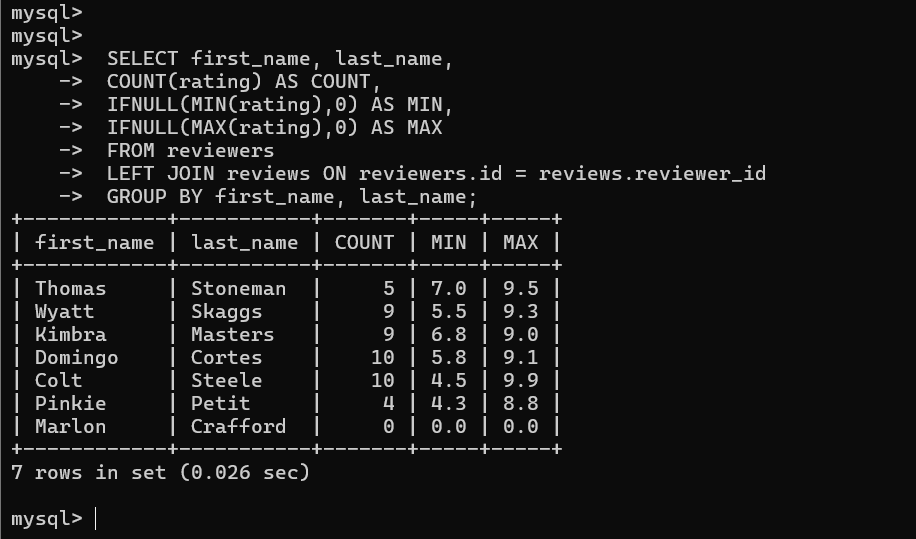 mysql>
mysql>
mysql>  SELECT first_name, last_name,
    ->  COUNT(rating) AS COUNT,
    ->  IFNULL(MIN(rating),0) AS MIN,
    ->  IFNULL(MAX(rating),0) AS MAX
    ->  FROM reviewers
    ->  LEFT JOIN reviews ON reviewers.id = reviews.reviewer_id
    ->  GROUP BY first_name, last_name;
+------------+-----------+-------+-----+-----+
| first_name | last_name | COUNT | MIN | MAX |
+------------+-----------+-------+-----+-----+
| Thomas     | Stoneman  |     5 | 7.0 | 9.5 |
| Wyatt      | Skaggs    |     9 | 5.5 | 9.3 |
| Kimbra     | Masters   |     9 | 6.8 | 9.0 |
| Domingo    | Cortes    |    10 | 5.8 | 9.1 |
| Colt       | Steele    |    10 | 4.5 | 9.9 |
| Pinkie     | Petit     |     4 | 4.3 | 8.8 |
| Marlon     | Crafford  |     0 | 0.0 | 0.0 |
+------------+-----------+-------+-----+-----+
7 rows in set (0.026 sec)
mysql>